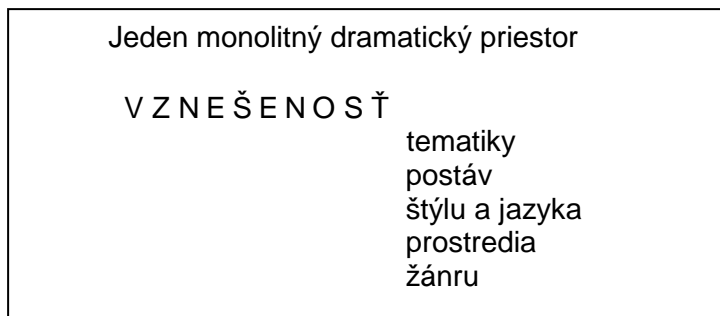 Jeden monolitný dramatický priestor
V Z N E Š E N O S Ť
tematiky
postáv
štýlu a jazyka
prostredia
žánru